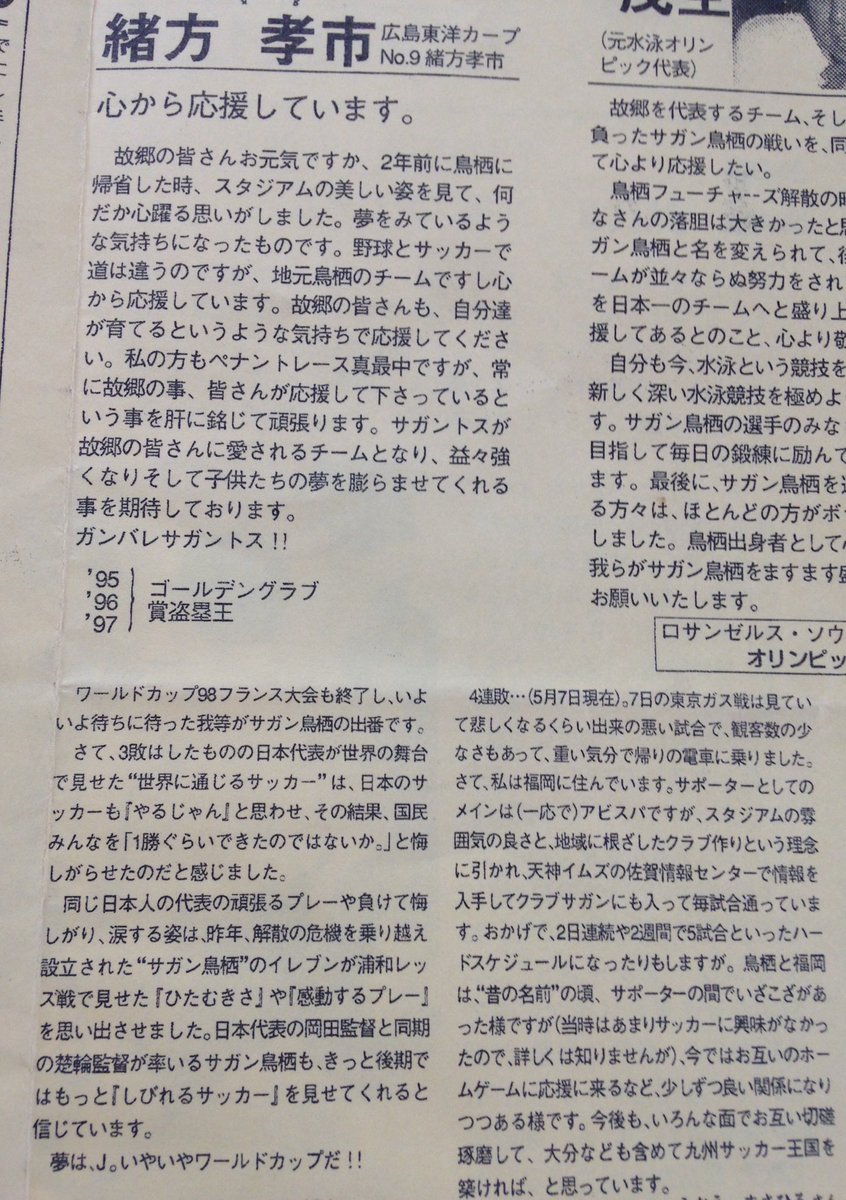 緒方 孝市
広島東洋カープ
No.9 緒方孝市
心から応援しています。
故郷の皆さんお元気ですか、2年前に鳥栖に
帰省した時、スタジアムの美しい姿を見て、何
だか心躍る思いがしました。夢をみているよう
な気持ちになったものです。野球とサッカーで
道は違うのですが、地元鳥栖のチームですし心
から応援しています。故郷の皆さんも、自分達
が育てるというような気持ちで応援してくださ
い。私の方もペナントレース真最中ですが、常
に故郷の事、皆さんが応援して下さっていると
いう事を肝に銘じて頑張ります。サガントスが
故郷の皆さんに愛されるチームとなり、益々強
くなりそして子供たちの夢を膨らませてくれる
事を期待しております。
ガンバレサガントス!!
'95
'96
'97
ゴールデングラブ
賞盗塁王
(元水泳オリン
ピック代表)
故郷を代表するチーム、そし
負ったサガン鳥栖の戦いを、同
て心より応援したい。
鳥栖フューチャーズ解散の時
なさんの落胆は大きかったと思
ガン鳥栖と名を変えられて、後
ームが並々ならぬ努力をされ
を日本一のチームへと盛り上
援してあるとのこと、心より敬
自分も今、水泳という競技を
新しく深い水泳競技を極めよ
す。サガン鳥栖の選手のみな
目指して毎日の鍛練に励んで
ます。最後に、サガン鳥栖を
る方々は、ほとんどの方がボ
しました。鳥栖出身者として
我らがサガン鳥栖をますます盛
お願いいたします。
ロサンゼルス・ソウ
オリンピッ
ワールドカップ98フランス大会も終了し、いよ
いよ待ちに待った我等がサガン鳥栖の出番です。
さて、3敗はしたものの日本代表が世界の舞台
で見せた“世界に通じるサッカー”は、日本のサ
ッカーも『やるじゃん』と思わせ、その結果、国民
みんなを「1勝ぐらいできたのではないか。」と悔
しがらせたのだと感じました。
同じ日本人の代表の頑張るプレーや負けて悔
しがり、涙する姿は、昨年、解散の危機を乗り越え
設立された“サガン鳥栖”のイレブンが浦和レッ
ズ戦で見せた『ひたむきさ』や『感動するプレー』
を思い出させました。日本代表の岡田監督と同期
の楚輪監督が率いるサガン鳥栖も、きっと後期で
はもっと『しびれるサッカー』を見せてくれると
信じています。
夢は、J。いやいやワールドカップだ!!
4連敗…(5月7日現在)。7日の東京ガス戦は見てい
て悲しくなるくらい出来の悪い試合で、観客数の少
なさもあって、重い気分で帰りの電車に乗りました。
さて、私は福岡に住んでいます。サポーターとしての
メインは(一応で)アビスパですが、スタジアムの雰
囲気の良さと、地域に根ざしたクラブ作りという理念
に引かれ、天神イムズの佐賀情報センターで情報を
入手してクラブサガンにも入って毎試合通っていま
す。おかげで、2日連続や2週間で5試合といったハー
ドスケジュールになったりもしますが。鳥栖と福岡
は、“昔の名前”の頃、サポーターの間でいざこざがあ
った様ですが(当時はあまりサッカーに興味がなかっ
たので、詳しくは知りませんが)、今ではお互いのホー
ムゲームに応援に来るなど、少しずつ良い関係になり
つつある様です。今後も、いろんな面でお互い切磋
琢磨して、大分なども含めて九州サッカー王国を
築ければ、と思っています。